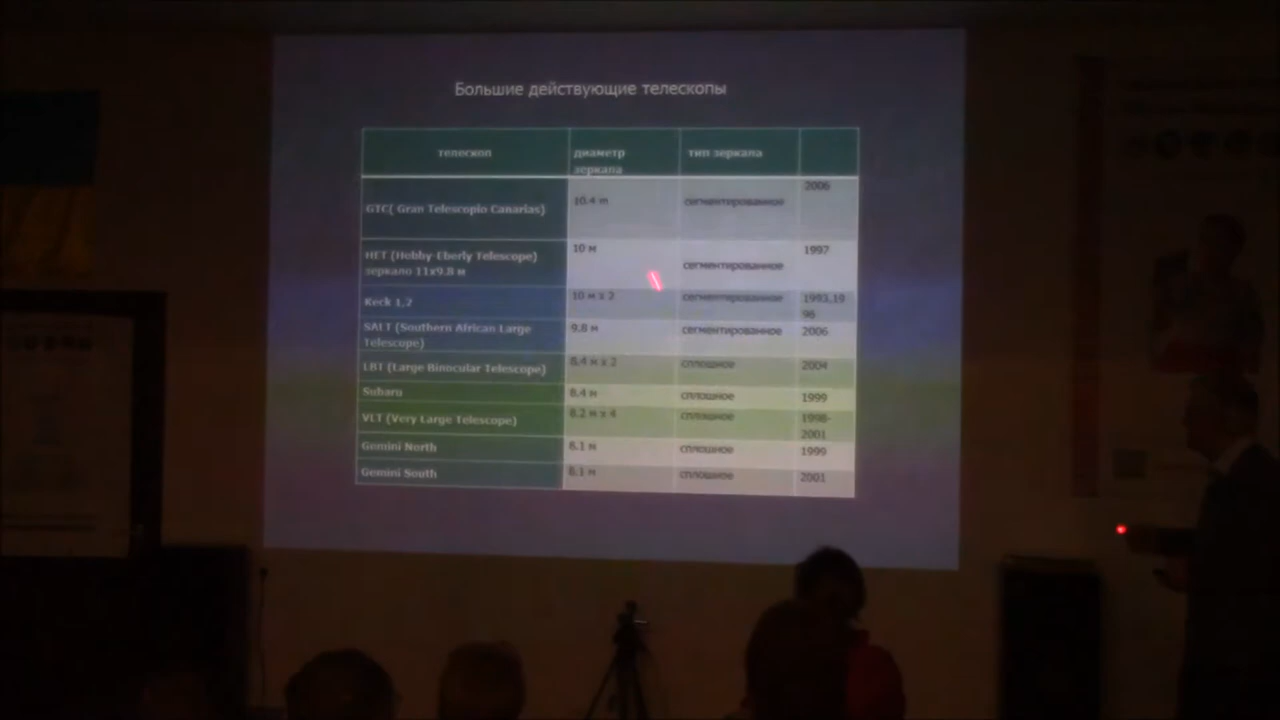 Большие действующие телескопы
телескоп диаметр зеркала тип зеркала
GTC( Gran Telescopio Canarias) 10.4 m сегментированное 2006
HET (Hobby-Eberly Telescope) зеркало 11x9.8 м 10 м сегментированное 1997
Keck 1,2 10 м x 2 сегментированное 1993,1996
SALT (Southern African Large Telescope) 9.8 м сегментированное 2006
LBT (Large Binocular Telescope) 8.4 м x 2 сплошное 2004
Subaru 8.4 м сплошное 1999
VLT (Very Large Telescope) 8.2 м x 4 сплошное 1998-2001
Gemini North 8.1 м сплошное 1999
Gemini South 8.1 м сплошное 2001